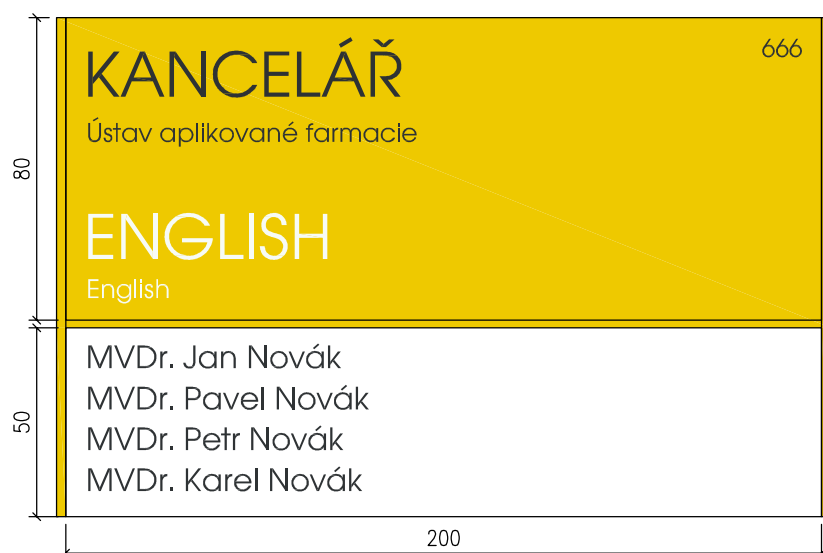 KANCELÁŘ
666
Ústav aplikované farmacie
80
ENGLISH
English
MVDr. Jan Novák
MVDr. Pavel Novák
50
MVDr. Petr Novák
MVDr. Karel Novák
200